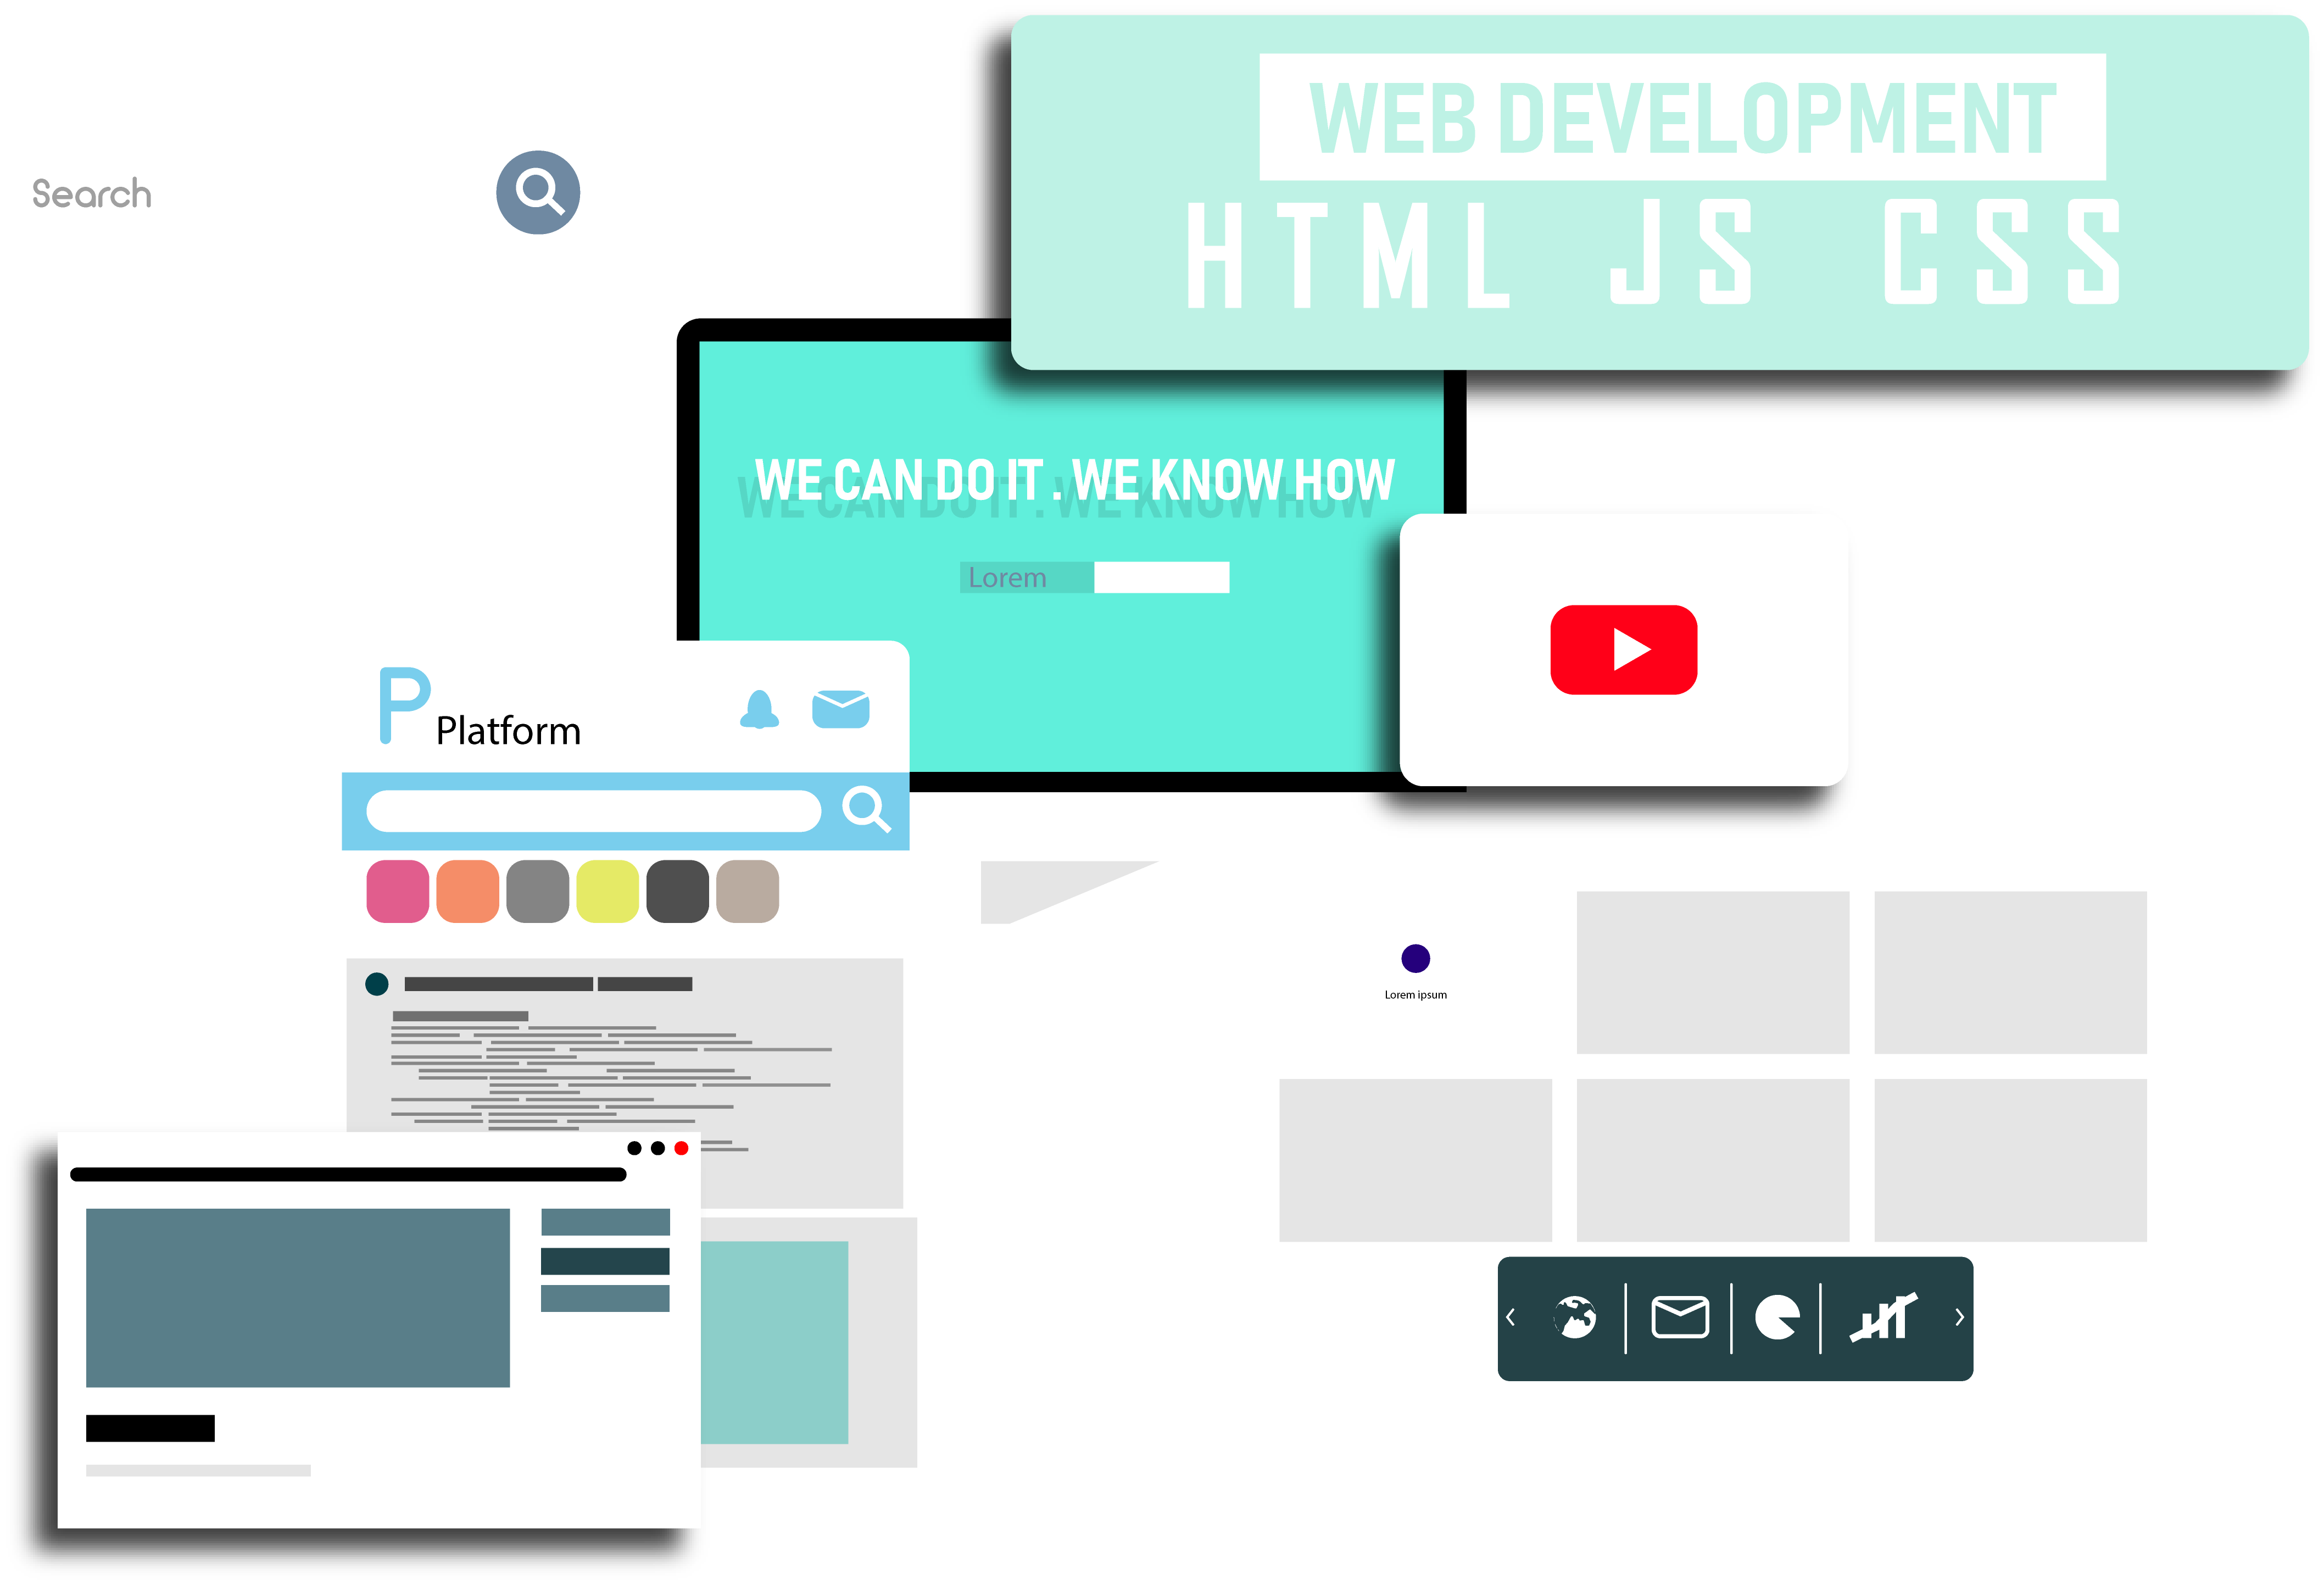 WEB DEVELOPMENT
HTML JS CSS
Search
WE CAN DO IT . WE KNOW HOW
Lorem
P Platform
Lorem ipsum